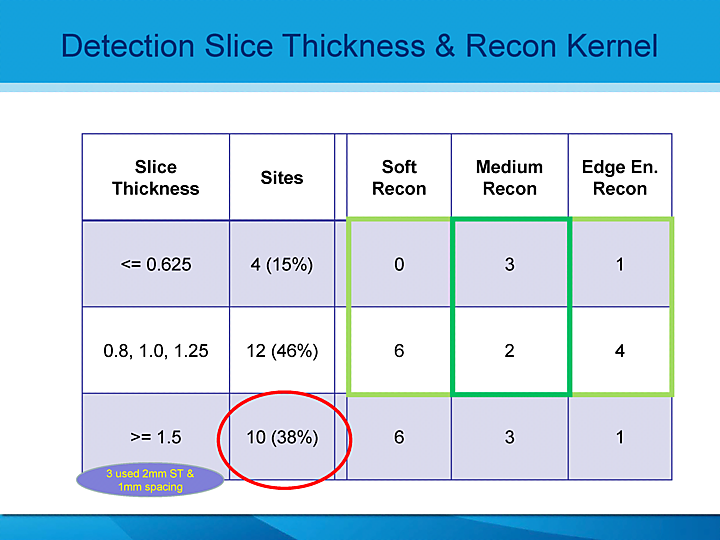 Detection Slice Thickness & Recon Kernel
Slice Thickness Sites Soft Recon Medium Recon Edge En. Recon
<= 0.625 4 (15%) 0 3 1
0.8, 1.0, 1.25 12 (46%) 6 2 4
>= 1.5 10 (38%) 6 3 1
3 used 2mm ST &
1mm spacing